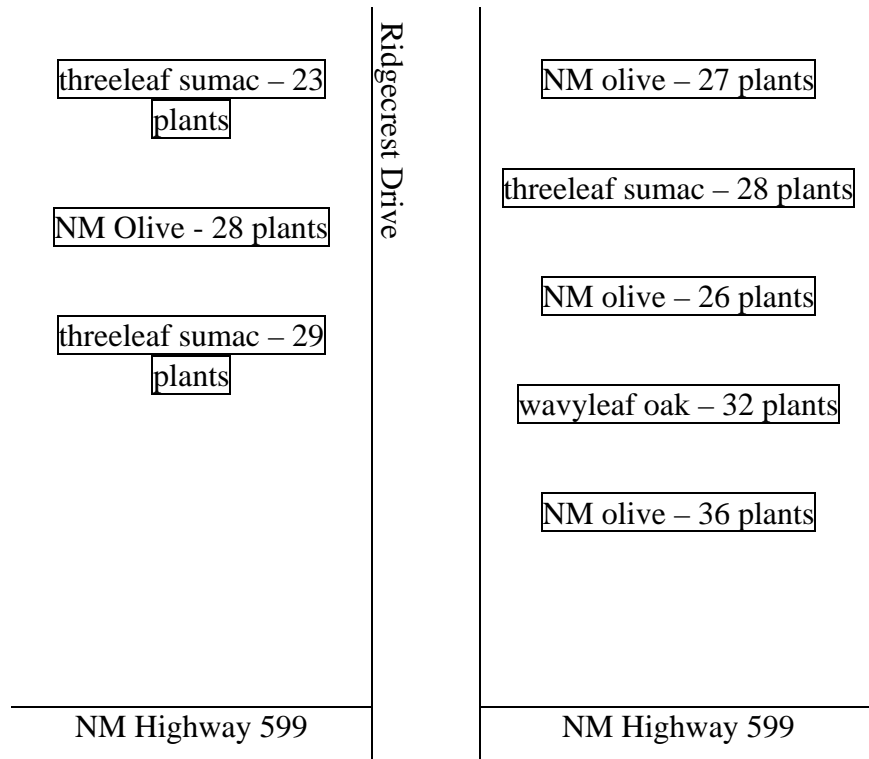 threeleaf sumac – 23
plants
NM Olive - 28 plants
threeleaf sumac – 29
plants
NM Highway 599
Ridgecrest Drive
NM olive – 27 plants
threeleaf sumac – 28 plants
NM olive – 26 plants
wavyleaf oak – 32 plants
NM olive – 36 plants
NM Highway 599